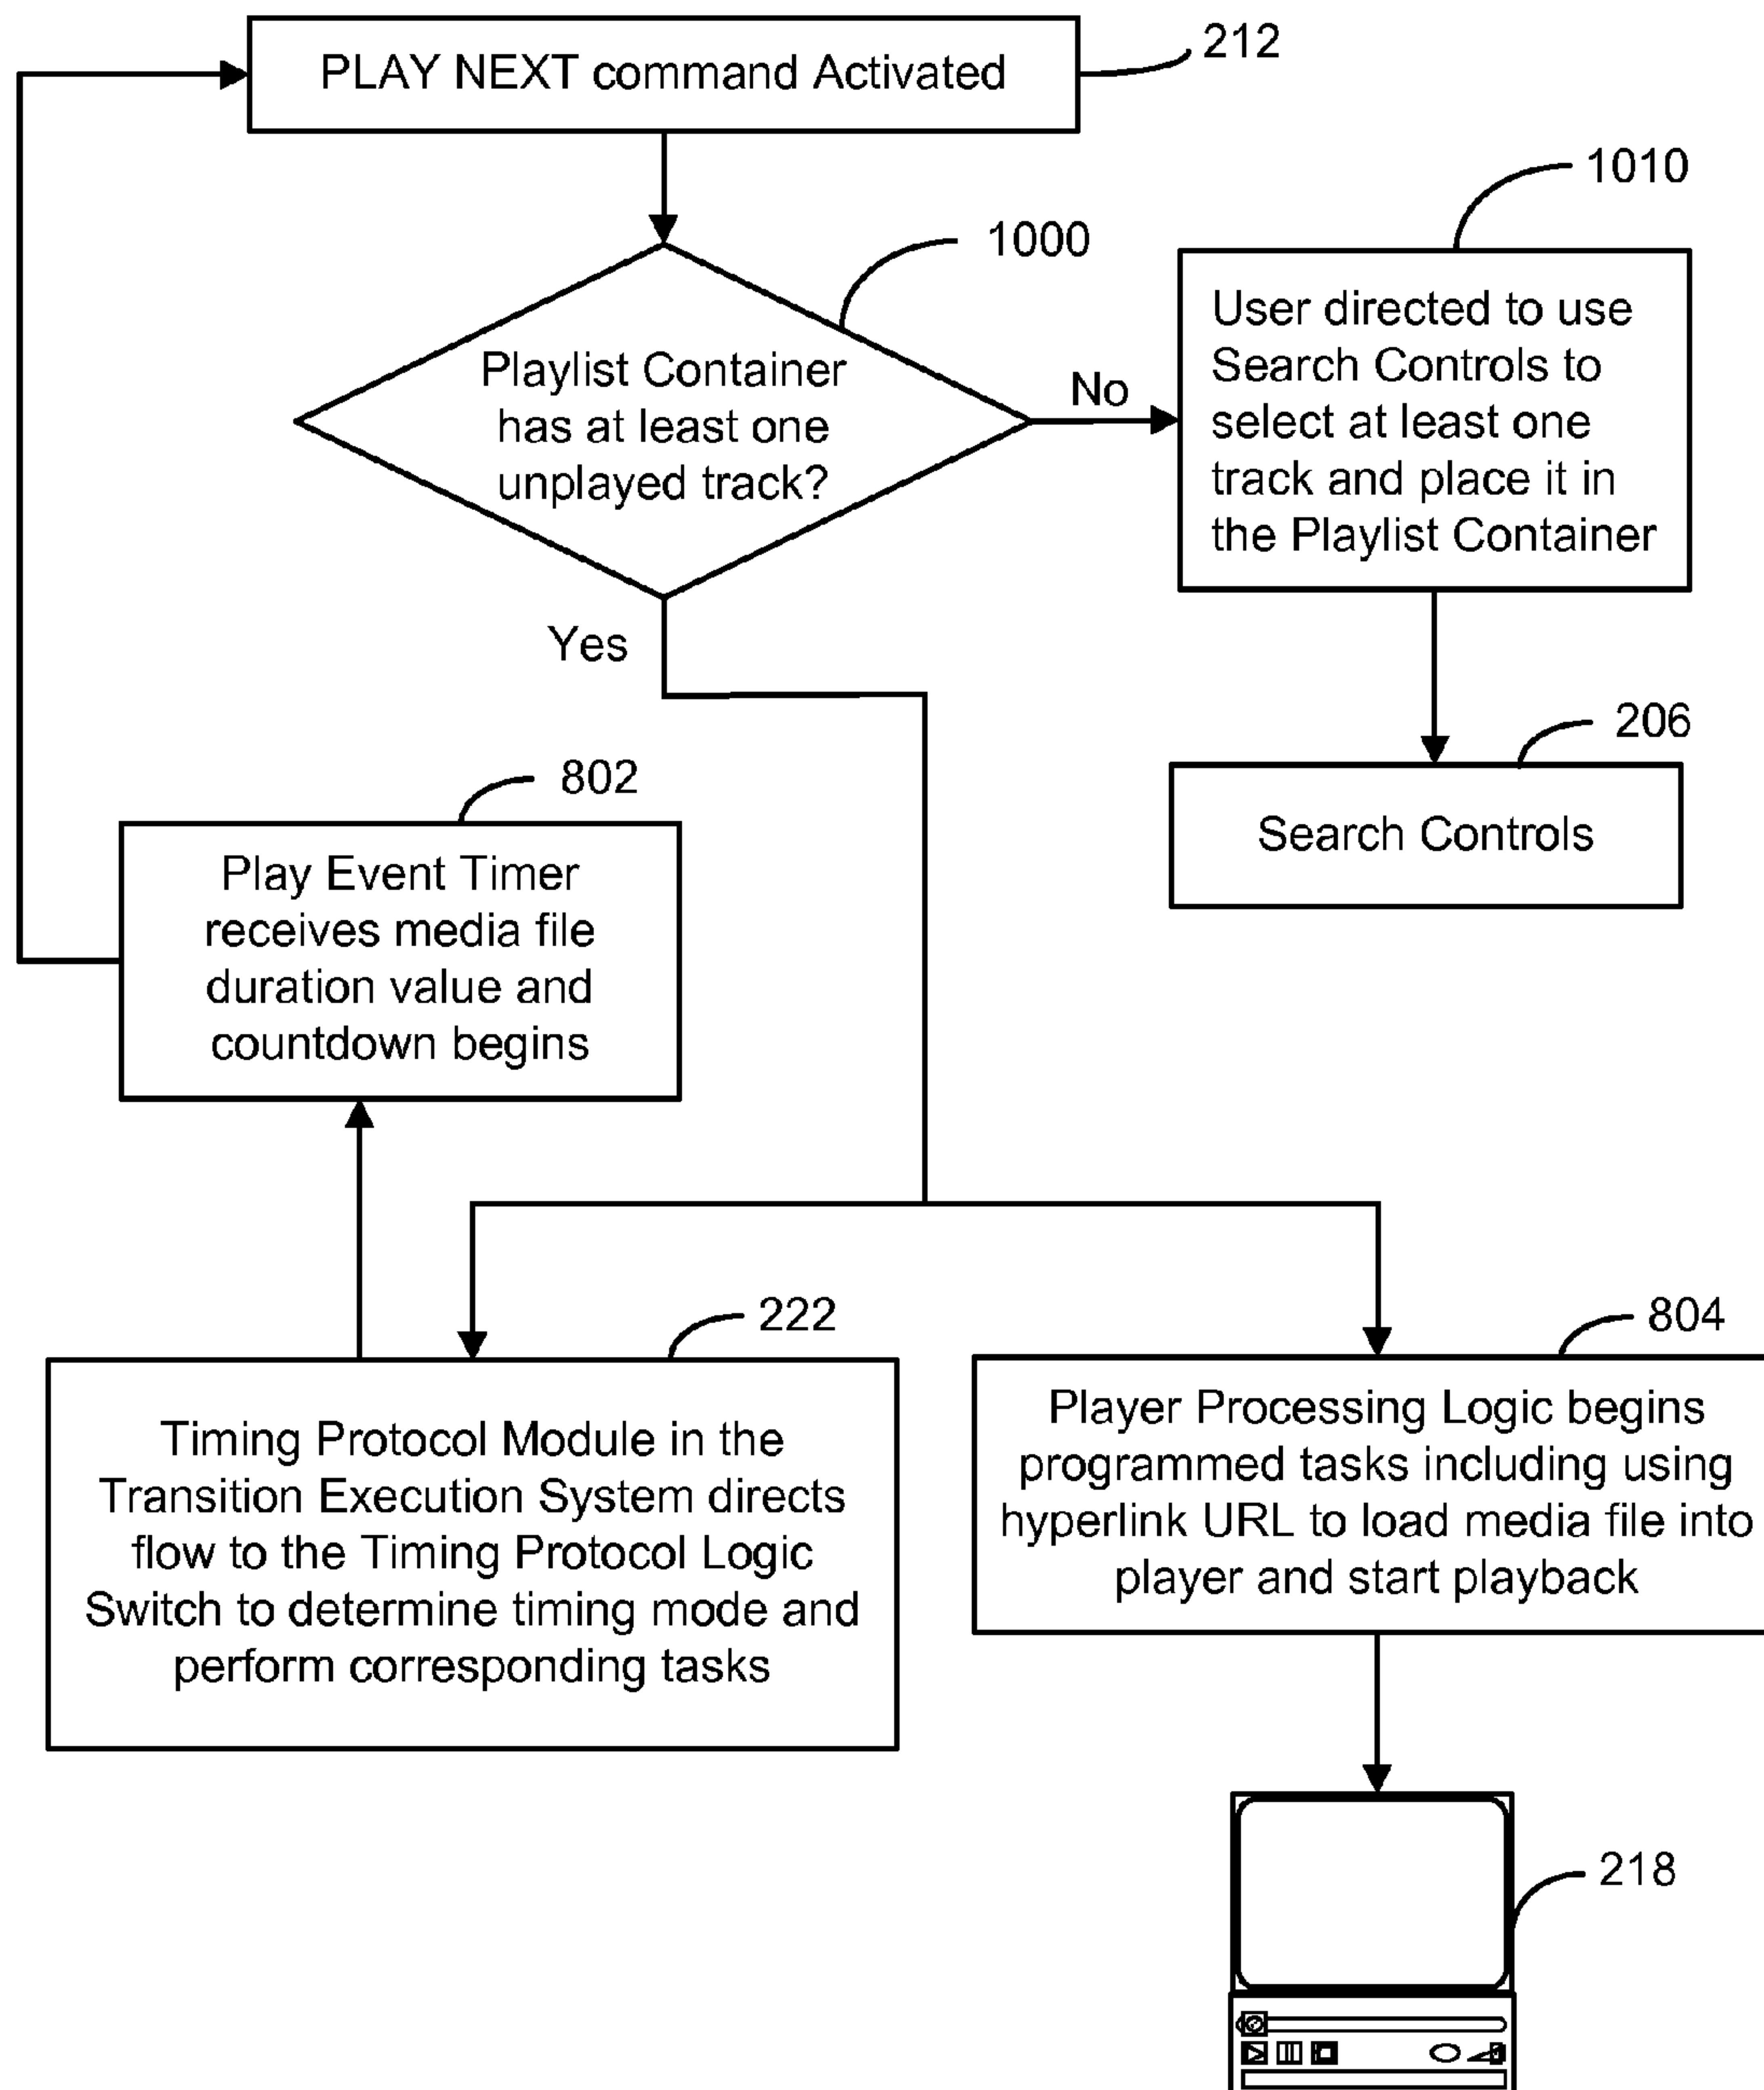 PLAY NEXT command Activated
212
1000
1010
Playlist Container
has at least one
unplayed track?
No
User directed to use
Search Controls to
select at least one
track and place it in
the Playlist Container
Yes
206
Search Controls
802
Play Event Timer
receives media file
duration value and
countdown begins
222
Timing Protocol Module in the
Transition Execution System directs
flow to the Timing Protocol Logic
Switch to determine timing mode and
perform corresponding tasks
804
Player Processing Logic begins
programmed tasks including using
hyperlink URL to load media file into
player and start playback
218